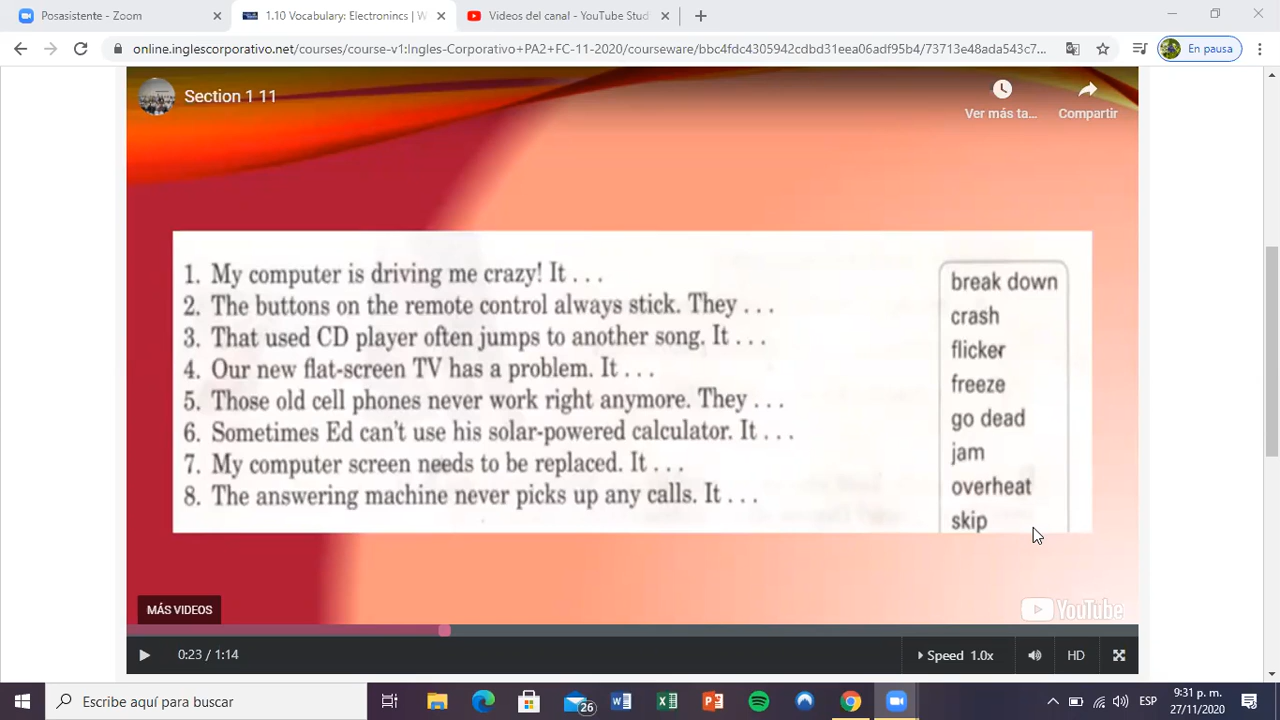 Posasistente - Zoom
1.10 Vocabulary: Electronincs | W
Videos del canal - YouTube Stud
online.inglescorporativo.net/courses/course-v1:Ingles-Corporativo+PA2+FC-11-2020/courseware/bbc4fdc4305942cdbd31eea06adf95b4/73713e48ada543c7...
En pausa
Section 1 11
Ver más ta...
Compartir
1. My computer is driving me crazy! It . . .
2. The buttons on the remote control always stick. They . . .
3. That used CD player often jumps to another song. It . . .
4. Our new flat-screen TV has a problem. It . . .
5. Those old cell phones never work right anymore. They . . .
6. Sometimes Ed can't use his solar-powered calculator. It . . .
7. My computer screen needs to be replaced. It . . .
8. The answering machine never picks up any calls. It . . .
break down
crash
flicker
freeze
go dead
jam
overheat
skip
MÁS VIDEOS
YouTube
0:23 / 1:14
Speed 1.0x
HD
Escribe aquí para buscar
26
ESP
9:31 p. m.
27/11/2020